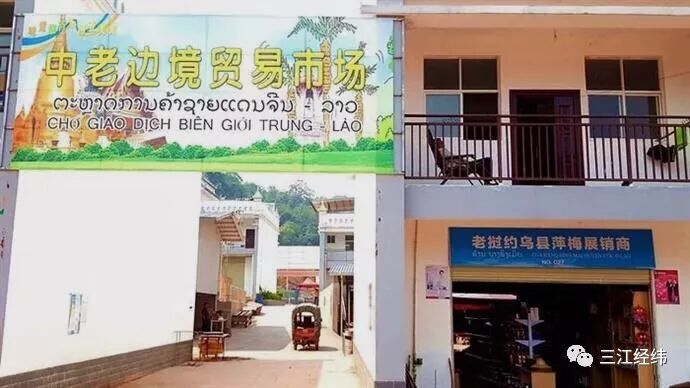 中老边境贸易市场
ຕະຫຼາດການຄ້າຊາຍແດນຈີນ - ລາວ
CHỢ GIAO DỊCH BIÊN GIỚI TRUNG - LÀO
老挝约乌县萍梅展销商
NO. 027
三江经纬